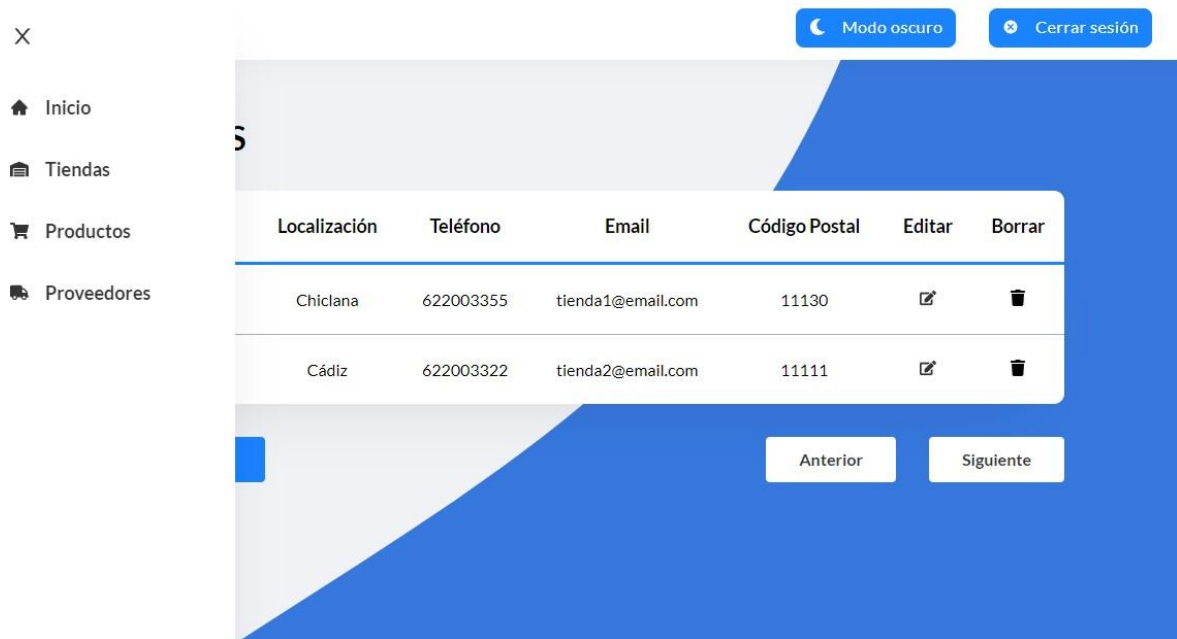 X
Modo oscuro Cerrar sesión
Inicio
Tiendas
Productos
Proveedores
s
Localización Teléfono Email Código Postal Editar Borrar
Chiclana 622003355 tienda1@email.com 11130
Cádiz 622003322 tienda2@email.com 11111
Anterior Siguiente